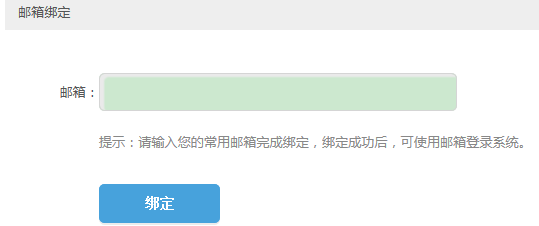 邮箱绑定
邮箱：
提示：请输入您的常用邮箱完成绑定，绑定成功后，可使用邮箱登录系统。
绑定